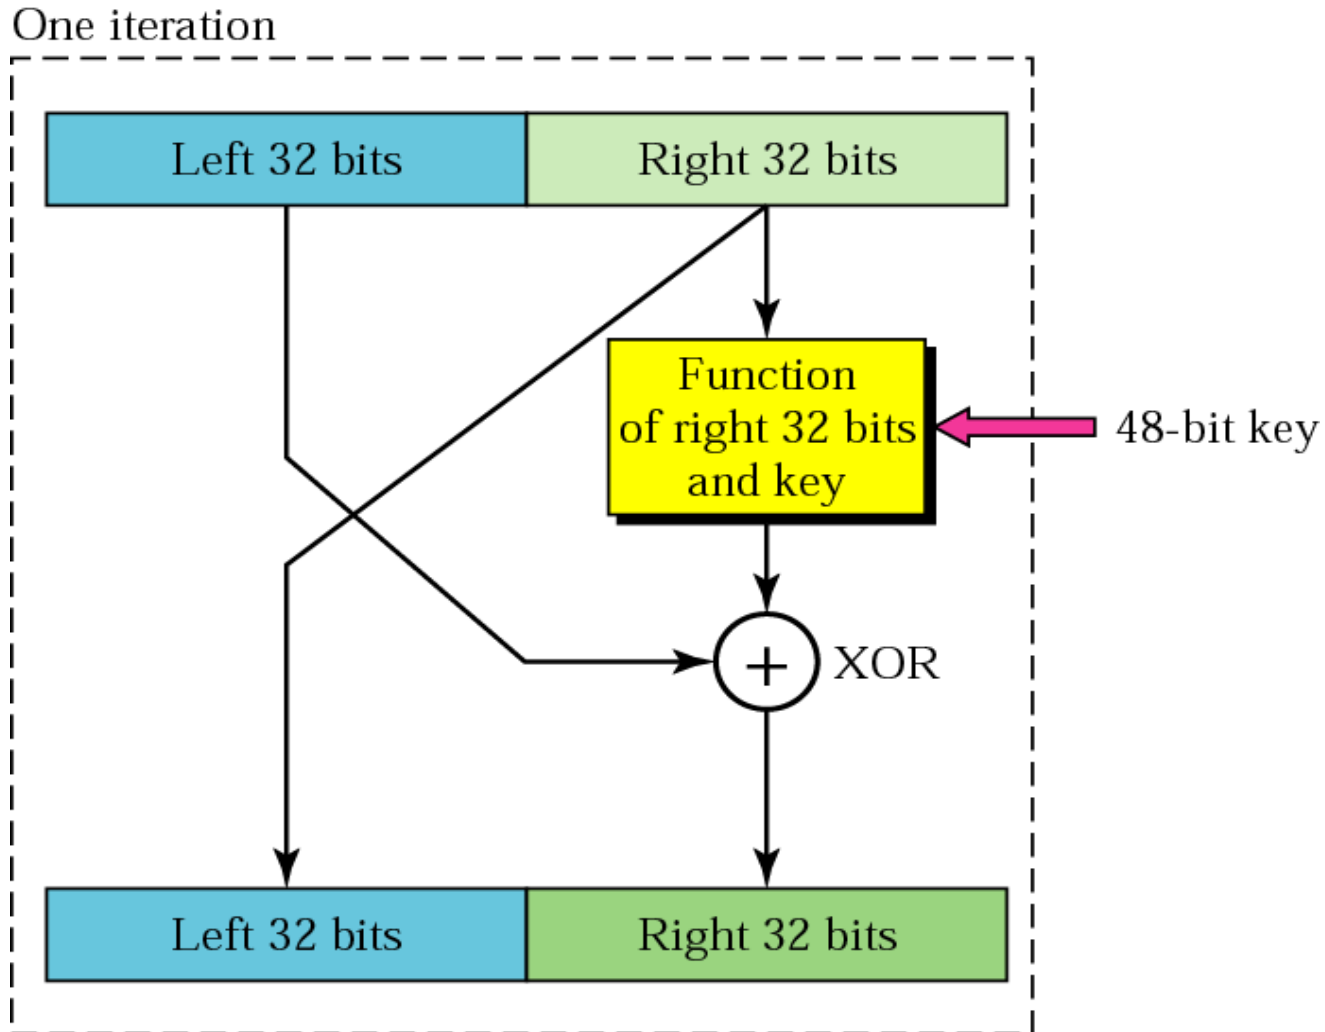 One iteration
Left 32 bits
Right 32 bits
Function
of right 32 bits
and key
48-bit key
+
XOR
Left 32 bits
Right 32 bits